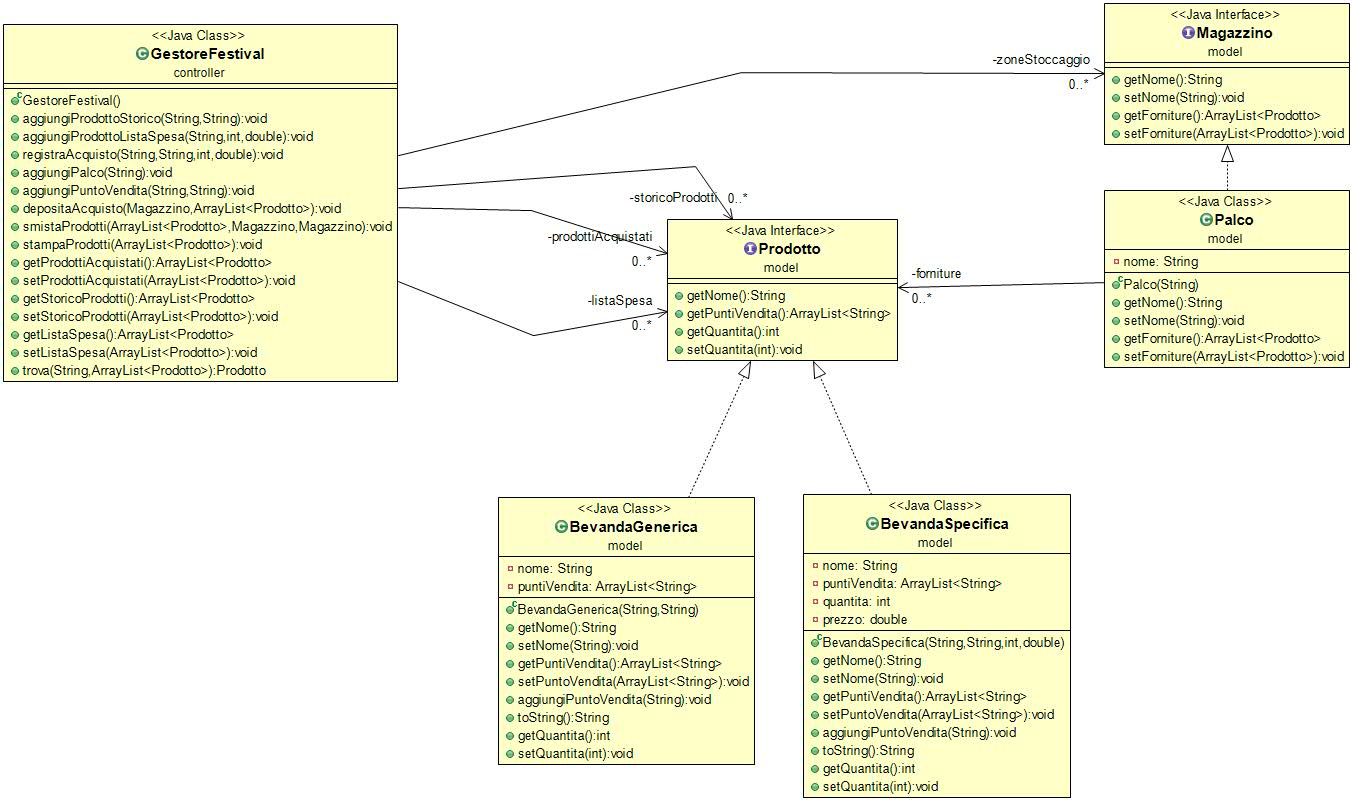 <<Java Class>>
GestoreFestival
controller
GestoreFestival()
aggiungiProdottoStorico(String,String):void
aggiungiProdottoListaSpesa(String,int,double):void
registraAcquisto(String,String,int,double):void
aggiungiPalco(String):void
aggiungiPuntoVendita(String,String):void
depositaAcquisto(Magazzino,ArrayList<Prodotto>):void
smistaProdotti(ArrayList<Prodotto>,Magazzino,Magazzino):void
stampaProdotti(ArrayList<Prodotto>):void
getProdottiAcquistati():ArrayList<Prodotto>
setProdottiAcquistati(ArrayList<Prodotto>):void
getStoricoProdotti():ArrayList<Prodotto>
setStoricoProdotti(ArrayList<Prodotto>):void
getListaSpesa():ArrayList<Prodotto>
setListaSpesa(ArrayList<Prodotto>):void
trova(String,ArrayList<Prodotto>):Prodotto
-zoneStoccaggio
0..*
-storicoProdotti
0..*
-prodottiAcquistati
0..*
-listaSpesa
0..*
<<Java Interface>>
Magazzino
model
getNome():String
setNome(String):void
getForniture():ArrayList<Prodotto>
setForniture(ArrayList<Prodotto>):void
<<Java Class>>
Palco
model
nome: String
Palco(String)
getNome():String
setNome(String):void
getForniture():ArrayList<Prodotto>
setForniture(ArrayList<Prodotto>):void
-forniture
0..*
<<Java Interface>>
Prodotto
model
getNome():String
getPuntiVendita():ArrayList<String>
getQuantita():int
setQuantita(int):void
<<Java Class>>
BevandaGenerica
model
nome: String
puntiVendita: ArrayList<String>
BevandaGenerica(String,String)
getNome():String
setNome(String):void
getPuntiVendita():ArrayList<String>
setPuntoVendita(ArrayList<String>):void
aggiungiPuntoVendita(String):void
toString():String
getQuantita():int
setQuantita(int):void
<<Java Class>>
BevandaSpecifica
model
nome: String
puntiVendita: ArrayList<String>
quantita: int
prezzo: double
BevandaSpecifica(String,String,int,double)
getNome():String
setNome(String):void
getPuntiVendita():ArrayList<String>
setPuntoVendita(ArrayList<String>):void
aggiungiPuntoVendita(String):void
toString():String
getQuantita():int
setQuantita(int):void